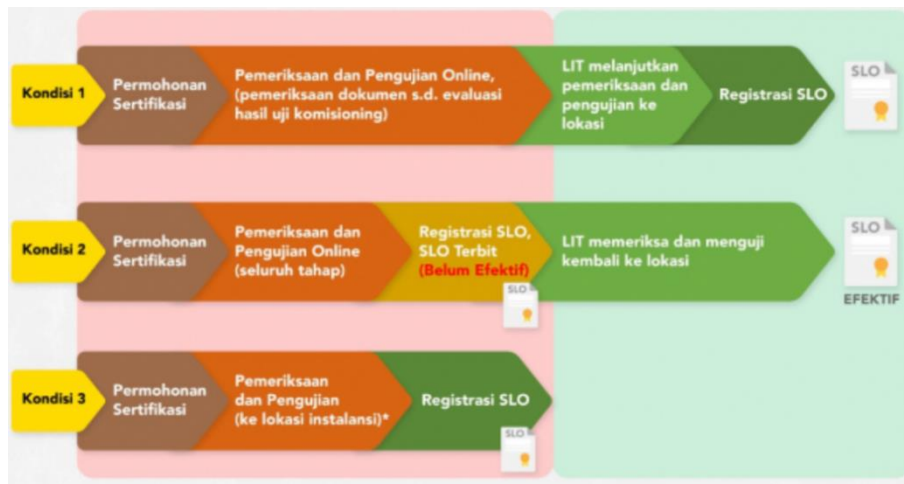 Kondisi 1
Permohonan
Sertifikasi
Pemeriksaan dan Pengujian Online,
(pemeriksaan dokumen s.d. evaluasi
hasil uji komisioning)
LIT melanjutkan
pemeriksaan dan
pengujian ke
lokasi
Registrasi SLO
SLO
Kondisi 2
Permohonan
Sertifikasi
Pemeriksaan dan
Pengujian Online
(seluruh tahap)
Registrasi SLO,
SLO Terbit
(Belum Efektif)
SLO
LIT memeriksa dan menguji
kembali ke lokasi
SLO
EFEKTIF
Kondisi 3
Permohonan
Sertifikasi
Pemeriksaan
dan Pengujian
(ke lokasi instalansi)*
Registrasi SLO
SLO